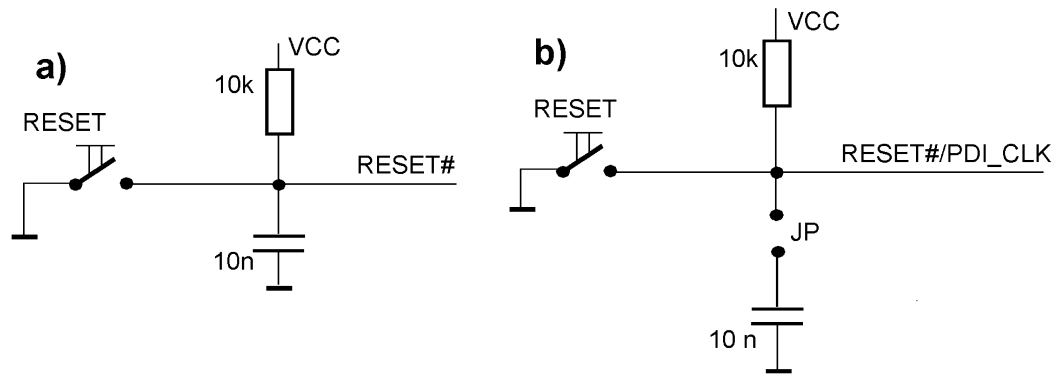 a)
VCC
10k
RESET
RESET#
10n
b)
VCC
10k
RESET
RESET#/PDI_CLK
JP
10 n